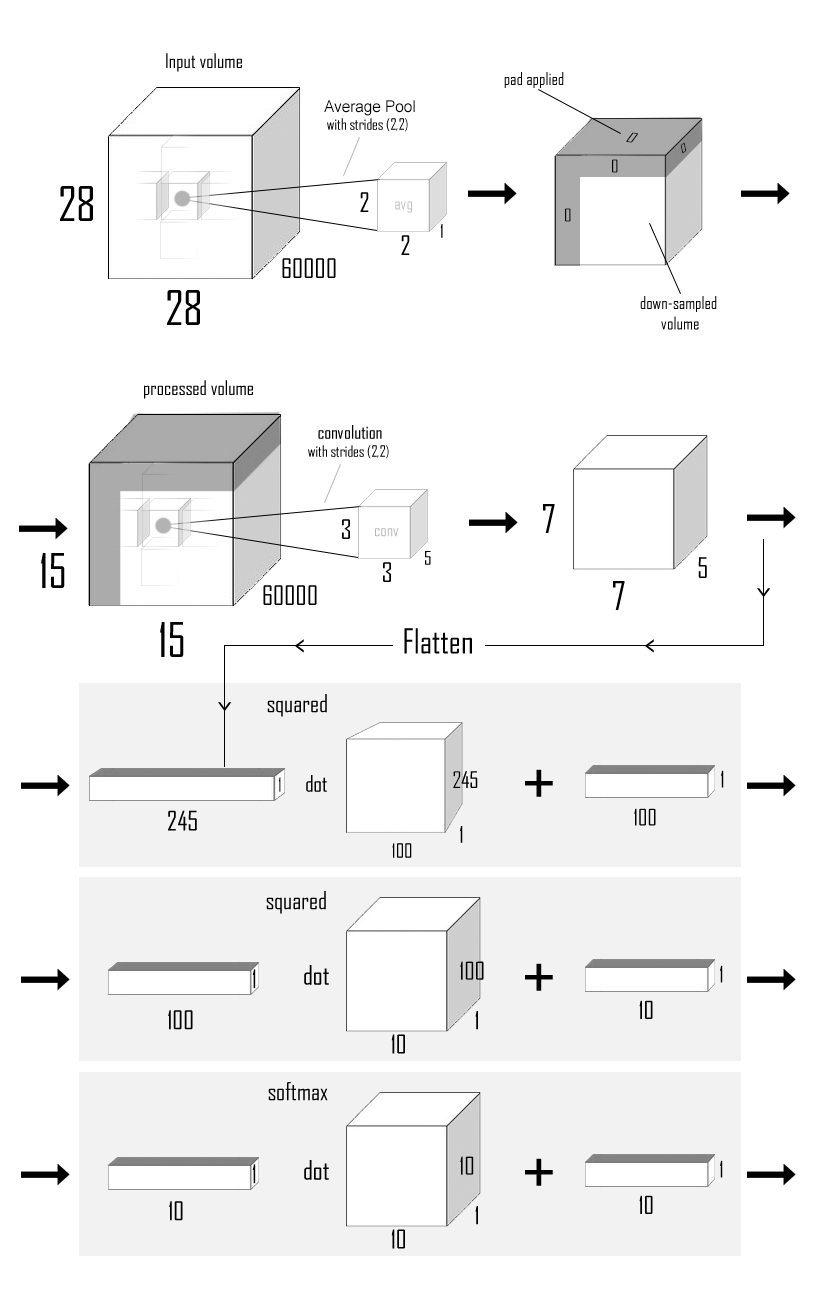 Input volume
pad applied
Average Pool
with strides (2,2)
28
2
avg
1
2
60000
28
down-sampled
volume
processed volume
convolution
with strides (2,2)
3
conv
5
3
15
60000
15
7
5
7
Flatten
squared
1
dot
245
+
1
245
100
1
100
squared
1
dot
100
+
1
100
1
10
10
softmax
1
dot
10
+
1
10
1
10
10